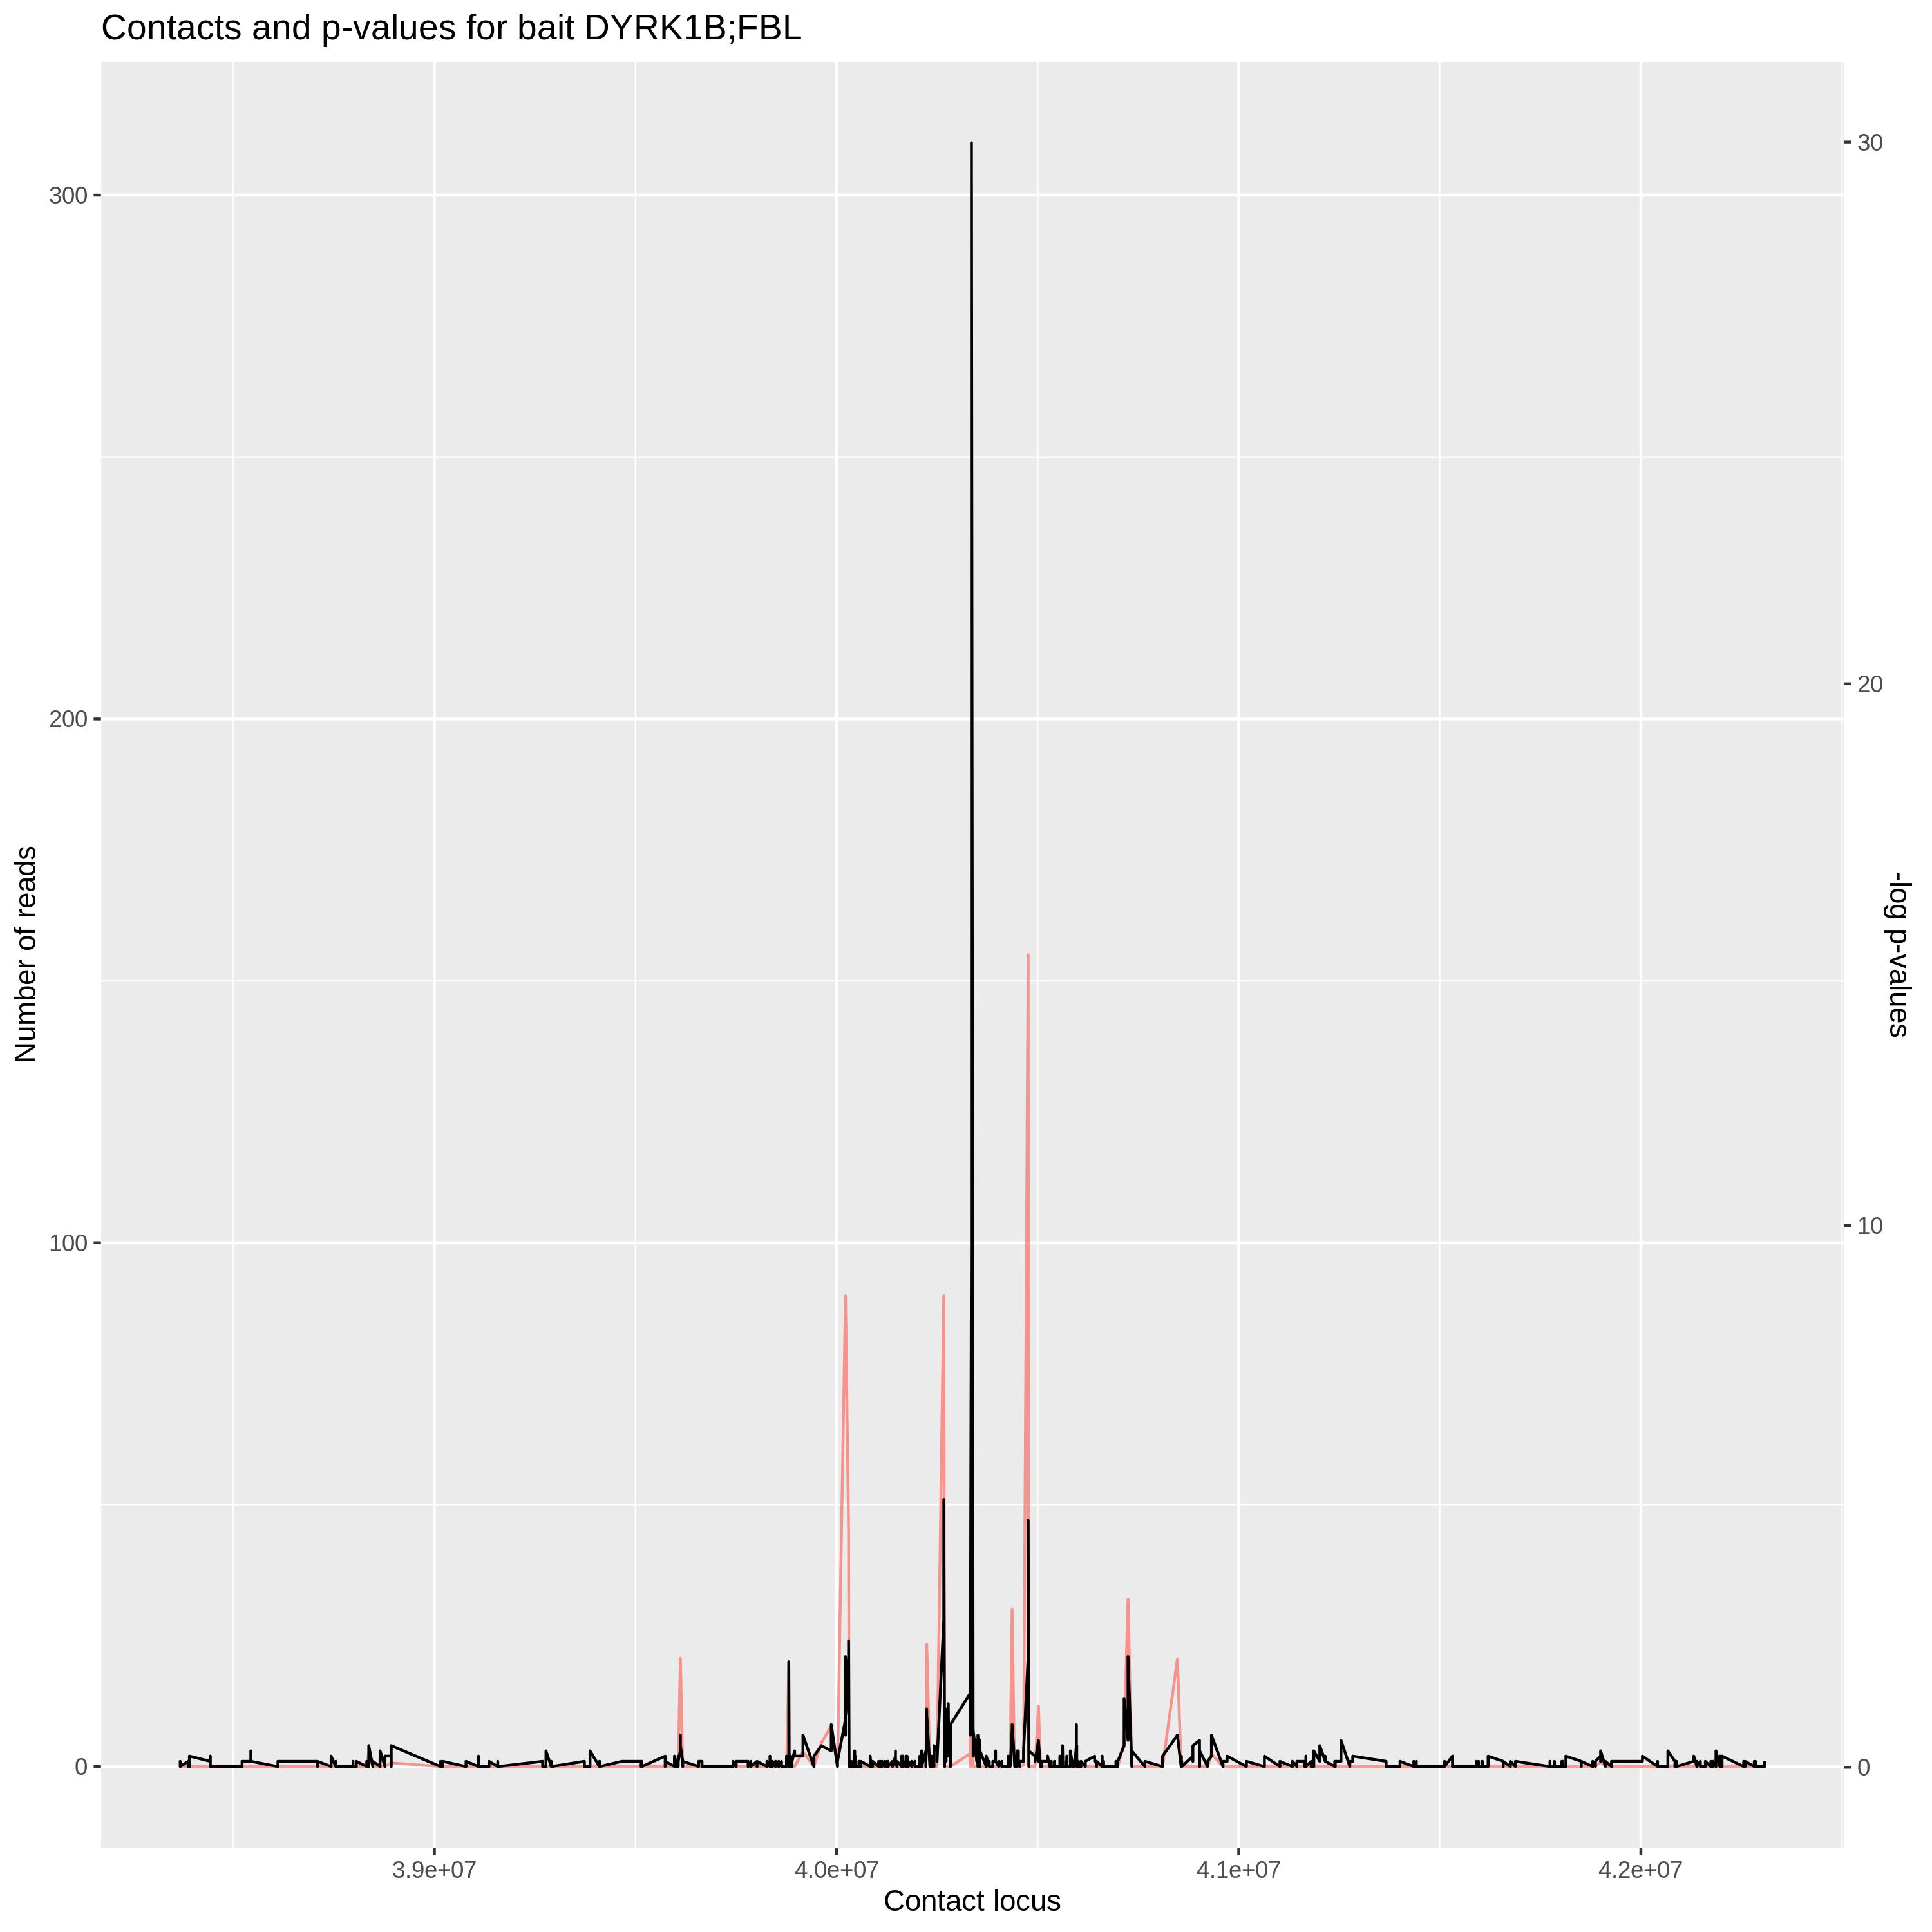 Contacts and p-values for bait DYRK1B;FBL
300
200
100
0
30
20
10
0
Number of reads
-log p-values
3.9e+07
4.0e+07
4.1e+07
4.2e+07
Contact locus